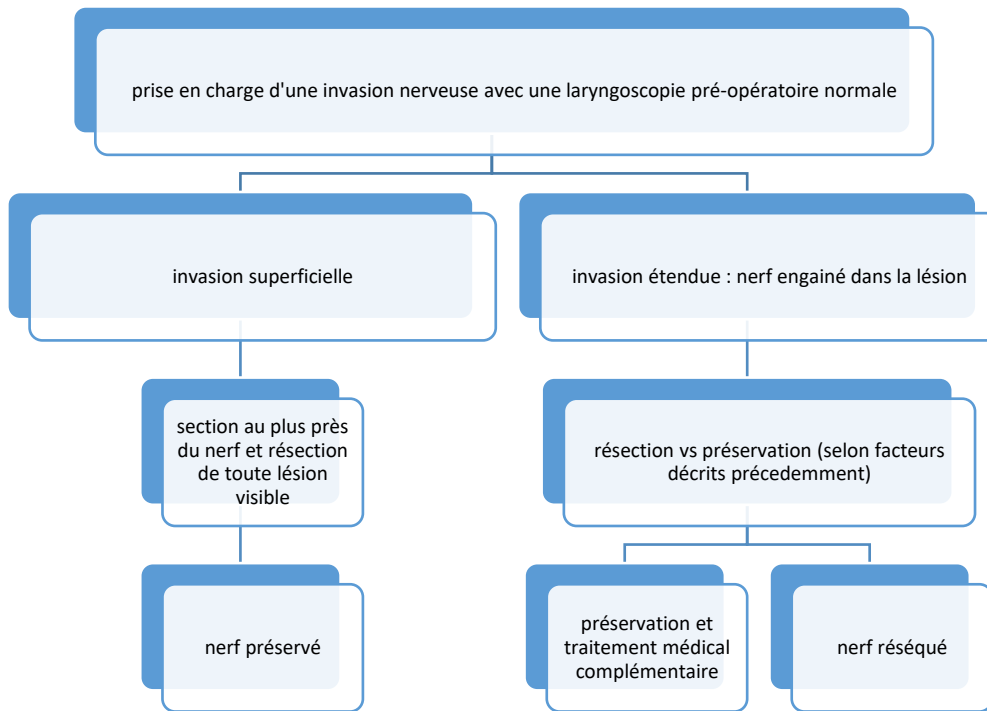 prise en charge d'une invasion nerveuse avec une laryngoscopie pré-opératoire normale
invasion superficielle
invasion étendue : nerf engainé dans la lésion
section au plus près
du nerf et résection
de toute lésion
visible
résection vs préservation (selon facteurs
décrits précedemment)
nerf préservé
préservation et
traitement médical
complémentaire
nerf réséqué